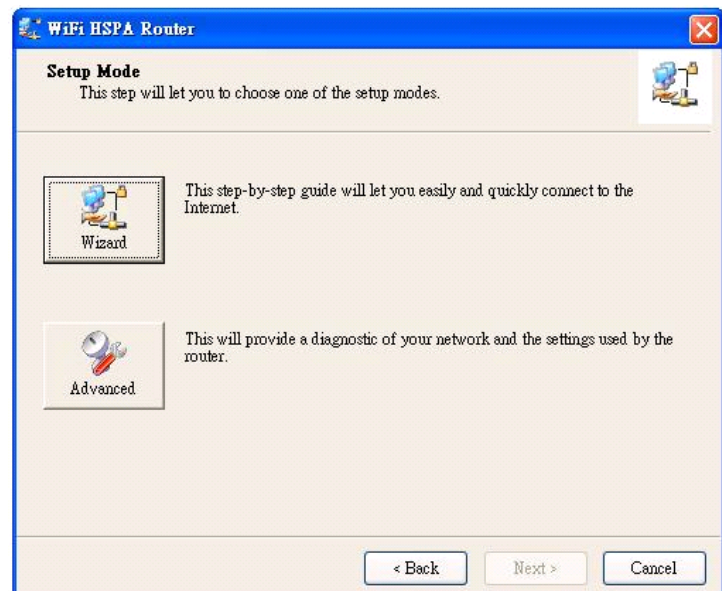 WiFi HSPA Router
Setup Mode
This step will let you to choose one of the setup modes.
This step-by-step guide will let you easily and quickly connect to the
Internet.
Wizard
This will provide a diagnostic of your network and the settings used by the
router.
Advanced
< Back
Next >
Cancel